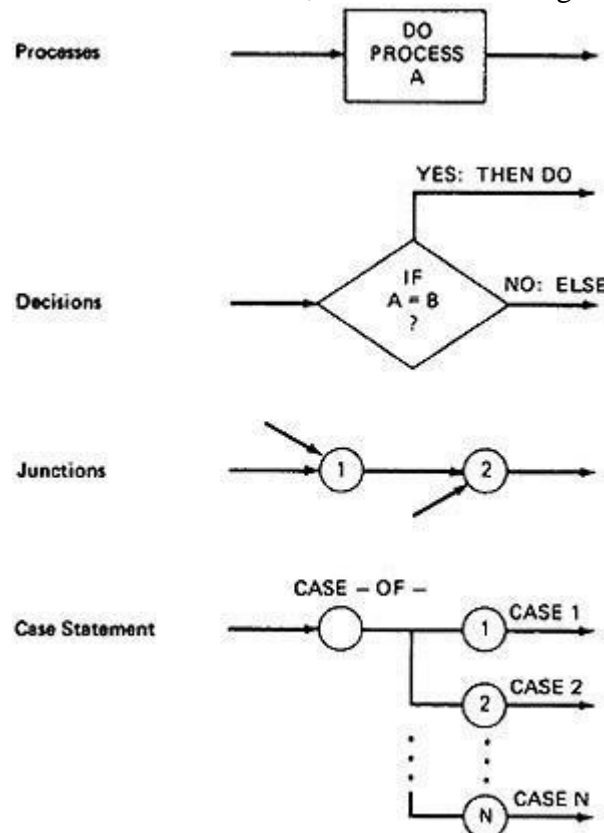 Processes
DO
PROCESS
A
YES: THEN DO
Decisions
IF
A = B
?
NO: ELSE
Junctions
1
2
CASE – OF –
Case Statement
1
CASE 1
2
CASE 2
N
CASE N